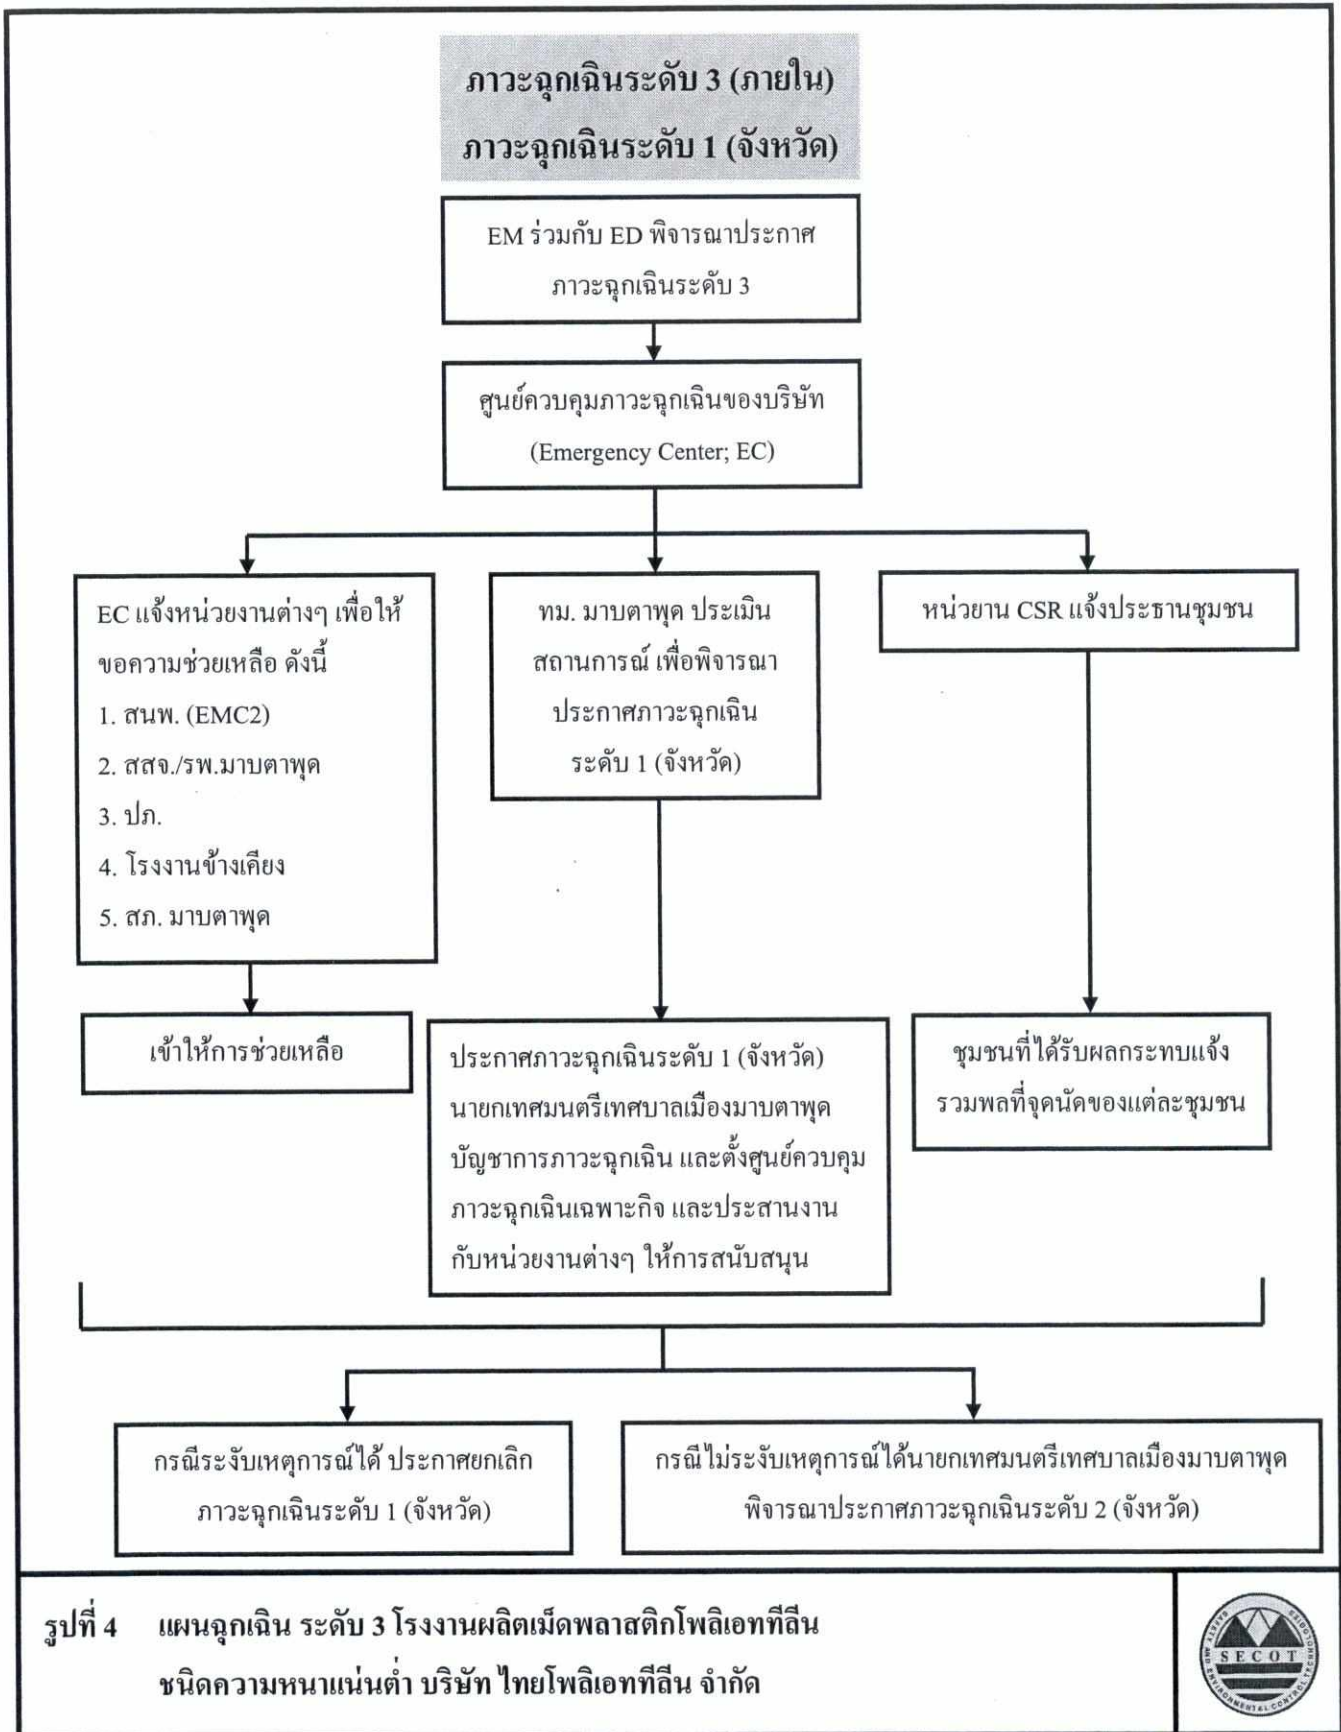 ภาวะฉุกเฉินระดับ 3 (ภายใน)
ภาวะฉุกเฉินระดับ 1 (จังหวัด)
EM ร่วมกับ ED พิจารณาประกาศ
ภาวะฉุกเฉินระดับ 3
ศูนย์ควบคุมภาวะฉุกเฉินของบริษัท
(Emergency Center; EC)
EC แจ้งหน่วยงานต่างๆ เพื่อให้
ขอความช่วยเหลือ ดังนี้
1. สนพ. (EMC2)
2. สสจ./รพ.มาบตาพุด
3. ปภ.
4. โรงงานข้างเคียง
5. สภ. มาบตาพุด
ทม. มาบตาพุด ประเมิน
สถานการณ์ เพื่อพิจารณา
ประกาศภาวะฉุกเฉิน
ระดับ 1 (จังหวัด)
หน่วยาน CSR แจ้งประธานชุมชน
เข้าให้การช่วยเหลือ
ประกาศภาวะฉุกเฉินระดับ 1 (จังหวัด)
นายกเทศมนตรีเทศบาลเมืองมาบตาพุด
บัญชาการภาวะฉุกเฉิน และตั้งศูนย์ควบคุม
ภาวะฉุกเฉินเฉพาะกิจ และประสานงาน
กับหน่วยงานต่างๆ ให้การสนับสนุน
ชุมชนที่ได้รับผลกระทบแจ้ง
รวมพลที่จุดนัดของแต่ละชุมชน
กรณีระงับเหตุการณ์ได้ ประกาศยกเลิก
ภาวะฉุกเฉินระดับ 1 (จังหวัด)
กรณีไม่ระงับเหตุการณ์ได้นายกเทศมนตรีเทศบาลเมืองมาบตาพุด
พิจารณาประกาศภาวะฉุกเฉินระดับ 2 (จังหวัด)
รูปที่ 4 แผนฉุกเฉิน ระดับ 3 โรงงานผลิตเม็ดพลาสติกโพลิเอททีลีน
ชนิดความหนาแน่นต่ำ บริษัท ไทยโพลิเอททีลีน จำกัด
SAFETY AND ENVIRONMENTAL CONTROL TECHNOLOGIES
SECOT